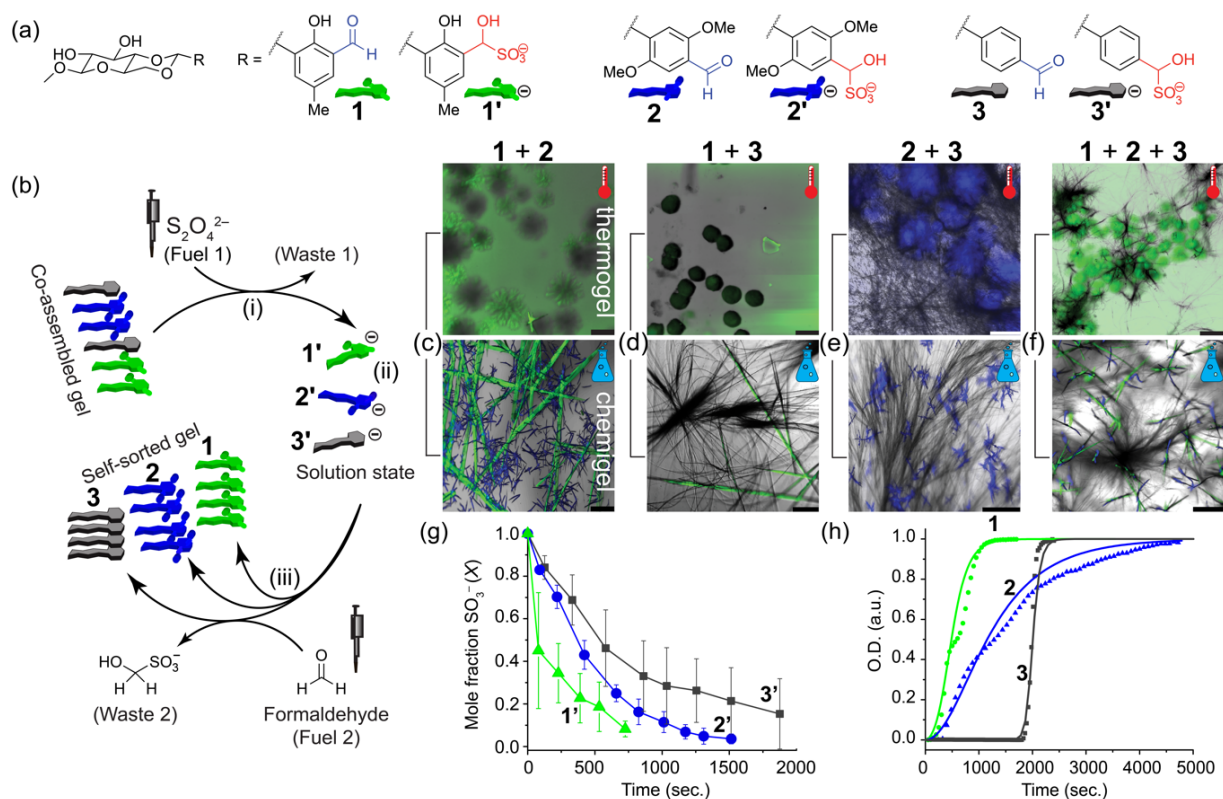 (a)
HO
OH
O
O
O
O
R
R =
OH
O
H
Me
1
OH
OH
SO₃⁻
Me
1'
OMe
MeO
O
H
2
OMe
MeO
OH
SO₃⁻
2'
O
H
3
OH
SO₃⁻
3'
(b)
S₂O₄²⁻
(Fuel 1)
(Waste 1)
(i)
Co-assembled gel
1'
(ii)
2'
3'
Solution state
Self-sorted gel
1
2
3
(iii)
HO
SO₃⁻
H
H
(Waste 2)
O
H
H
Formaldehyde
(Fuel 2)
1 + 2
1 + 3
2 + 3
1 + 2 + 3
thermogel
(c)
(d)
(e)
(f)
chemigel
(g)
Mole fraction SO₃⁻ (X)
1.0
0.8
0.6
0.4
0.2
0.0
1'
2'
3'
0
500
1000
1500
2000
Time (sec.)
(h)
O.D. (a.u.)
1.0
0.8
0.6
0.4
0.2
0.0
1
2
3
0
1000
2000
3000
4000
5000
Time (sec.)